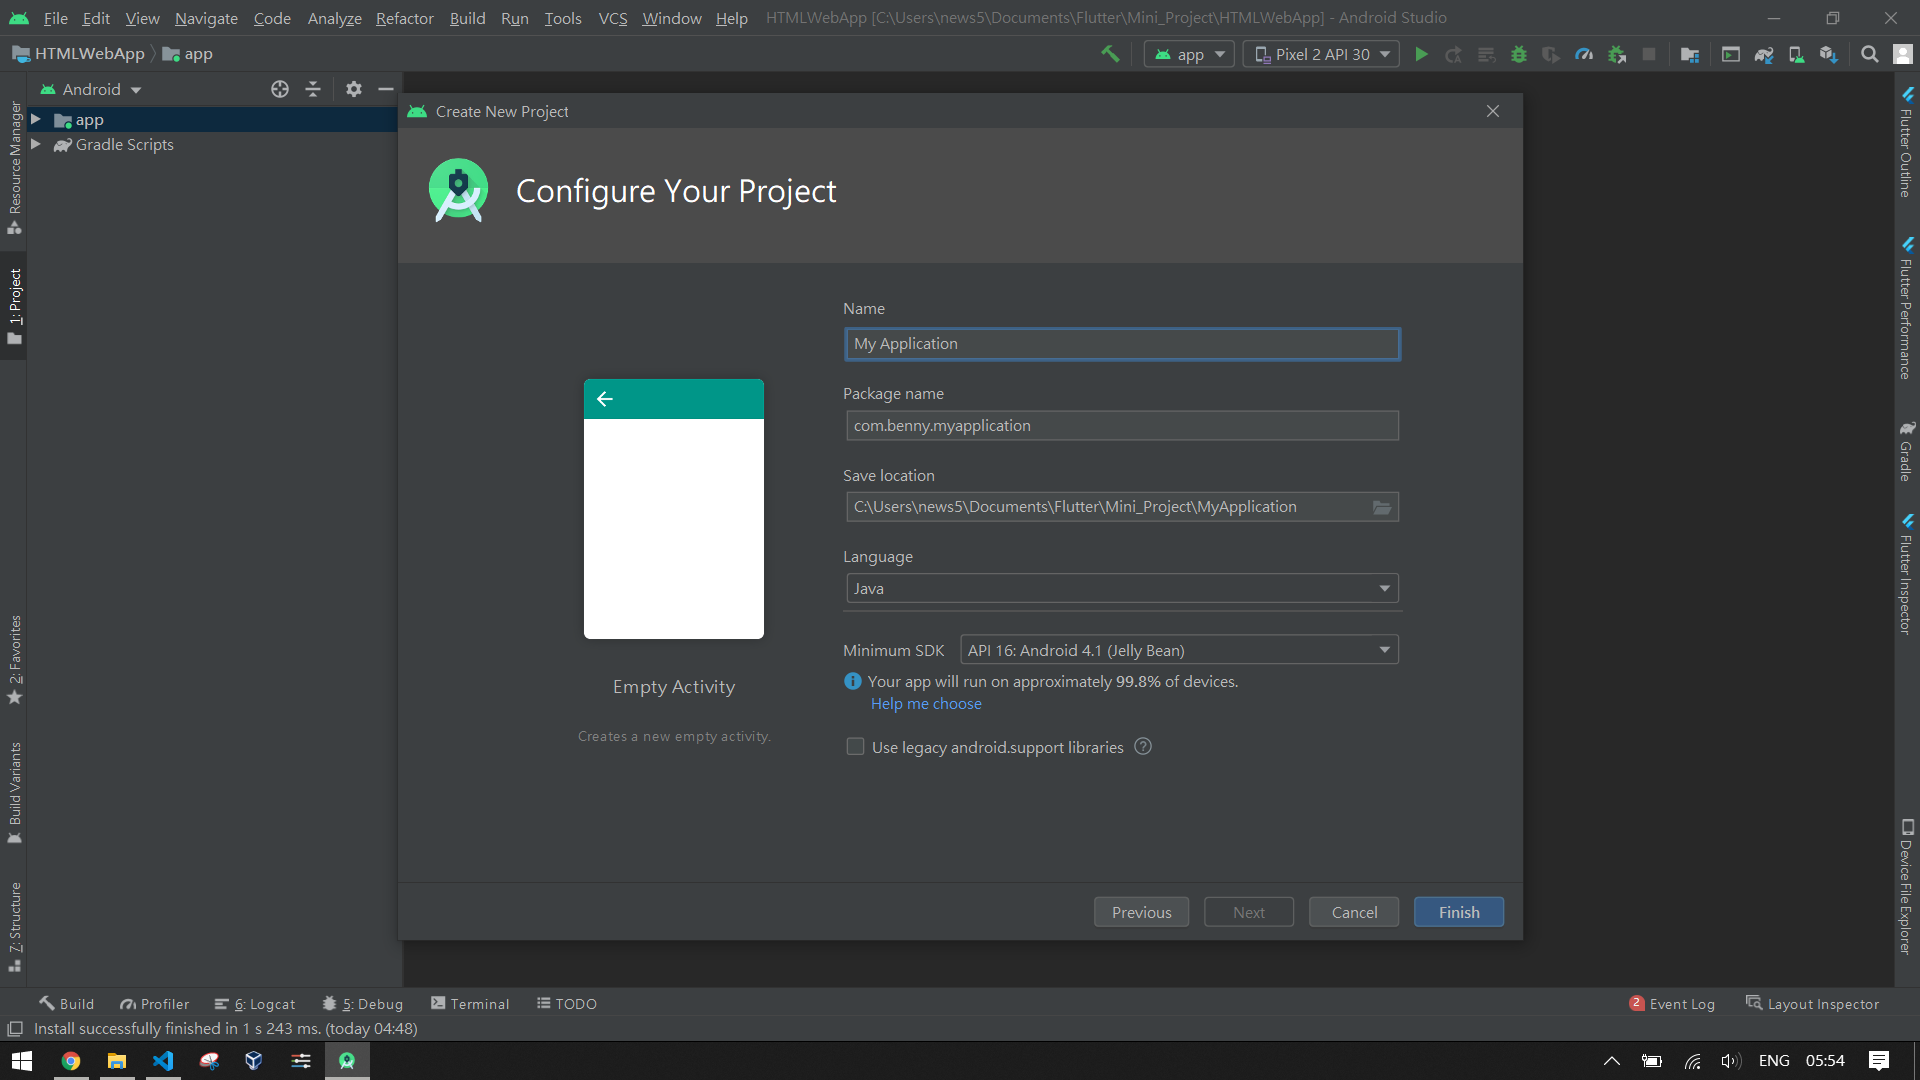 File Edit View Navigate Code Analyze Refactor Build Run Tools VCS Window Help HTMLWebApp [C:\Users\news5\Documents\Flutter\Mini_Project\HTMLWebApp] - Android Studio
HTMLWebApp app
app
Pixel 2 API 30
Android
app
Gradle Scripts
Resource Manager
1: Project
2: Favorites
Build Variants
7: Structure
Create New Project
Configure Your Project
Empty Activity
Creates a new empty activity.
Name
My Application
Package name
com.benny.myapplication
Save location
C:\Users\news5\Documents\Flutter\Mini_Project\MyApplication
Language
Java
Minimum SDK API 16: Android 4.1 (Jelly Bean)
Your app will run on approximately 99.8% of devices.
Help me choose
Use legacy android.support libraries ?
Previous Next Cancel Finish
Flutter Outline
Flutter Performance
Gradle
Flutter Inspector
Device File Explorer
Build Profiler 6: Logcat 5: Debug Terminal TODO
2 Event Log Layout Inspector
Install successfully finished in 1 s 243 ms. (today 04:48)
ENG 05:54